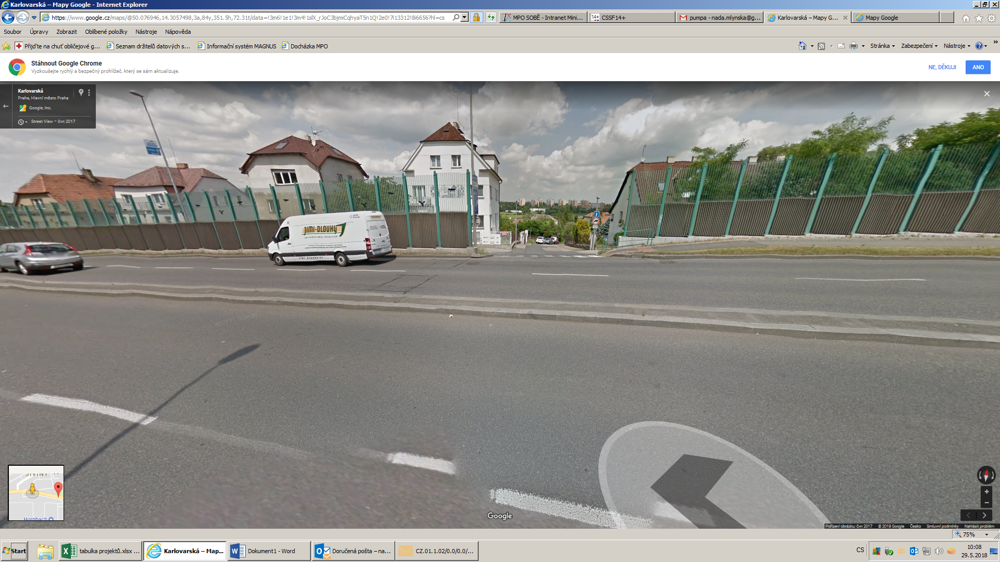 Karlovarská – Mapy Google - Internet Explorer
https://www.google.cz/maps/@50.076946,14.3057498,3a,84y,351.5h,72.31t/data=!3m6!1e1!3m4!1slX_rJoC3bjmiCqhyaT5n1Q!2e0!7i13312!8i6656?hl=cs
MPO SOBĚ - Intranet Mini...
CSSF14+
pumpa - nada.mlynska@g...
Karlovarská – Mapy G...
Mapy Google
Soubor Úpravy Zobrazit Oblíbené položky Nástroje Nápověda
Přijďte na chuť obličejové g... Seznam držitelů datových s... Informační systém MAGNUS Docházka MPO
Stránka Zabezpečení Nástroje
Stáhnout Google Chrome
Vyzkoušejte rychlý a bezpečný prohlížeč, který se sám aktualizuje.
NE, DĚKUJI ANO
Karlovarská
Praha, Hlavní město Praha
Google, Inc.
Street View – čvn 2017
JIMI-DLOUHÝ
INTERNATIONAL EXPEDITION
JIVINY
Hornbach
Google
Pořízení obrázku: čvn 2017 © 2018 Google Česko Smluvní podmínky Nahlásit problém
75%
Start
tabulka projektů.xlsx ...
Karlovarská – Map...
Dokument1 - Word
Doručená pošta – na...
CZ.01.1.02/0.0/0.0/...
CS
10:08
29.5.2018